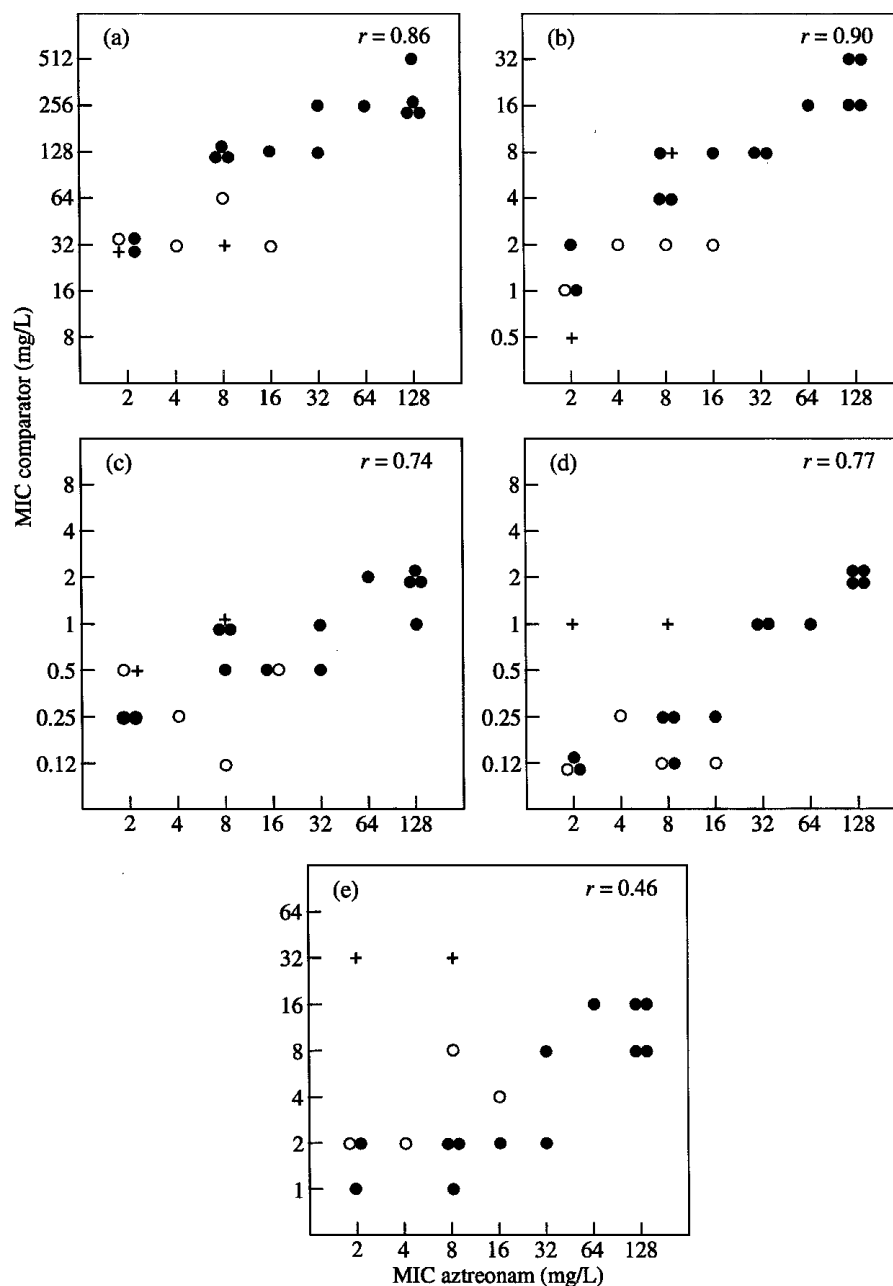 (a) r = 0.86
512
256
128
64
32
16
8
2 4 8 16 32 64 128
(b) r = 0.90
32
16
8
4
2
1
0.5
2 4 8 16 32 64 128
MIC comparator (mg/L)
(c) r = 0.74
8
4
2
1
0.5
0.25
0.12
2 4 8 16 32 64 128
(d) r = 0.77
8
4
2
1
0.5
0.25
0.12
2 4 8 16 32 64 128
(e) r = 0.46
64
32
16
8
4
2
1
2 4 8 16 32 64 128
MIC aztreonam (mg/L)